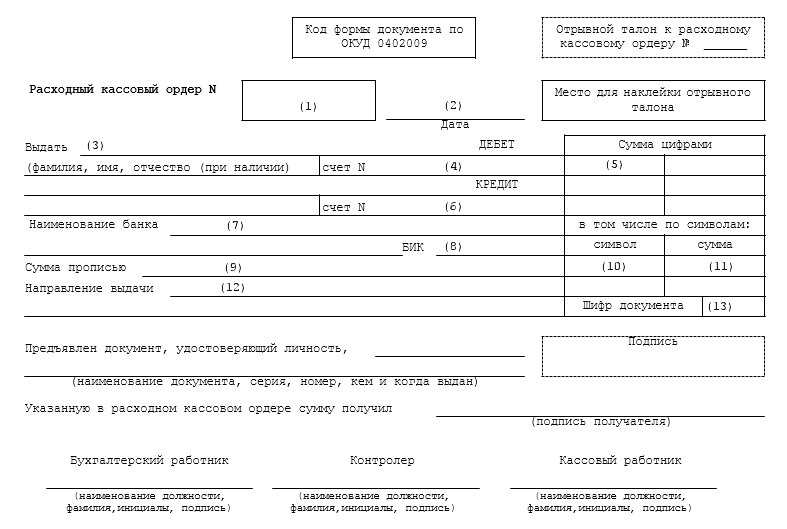 Код формы документа по
ОКУД 0402009
Отрывной талон к расходному
кассовому ордеру №
Расходный кассовый ордер N
(1)
(2)
Дата
Место для наклейки отрывного
талона
Выдать (3)
ДЕБЕТ
Сумма цифрами
(фамилия, имя, отчество (при наличии)
счет N (4)
(5)
КРЕДИТ
счет N (6)
Наименование банка (7)
в том числе по символам:
БИК (8)
символ сумма
Сумма прописью (9)
(10) (11)
Направление выдачи (12)
Шифр документа (13)
Предъявлен документ, удостоверяющий личность,
Подпись
(наименование документа, серия, номер, кем и когда выдан)
Указанную в расходном кассовом ордере сумму получил
(подпись получателя)
Бухгалтерский работник Контролер Кассовый работник
(наименование должности, (наименование должности, (наименование должности,
фамилия,инициалы, подпись) фамилия,инициалы, подпись) фамилия,инициалы, подпись)